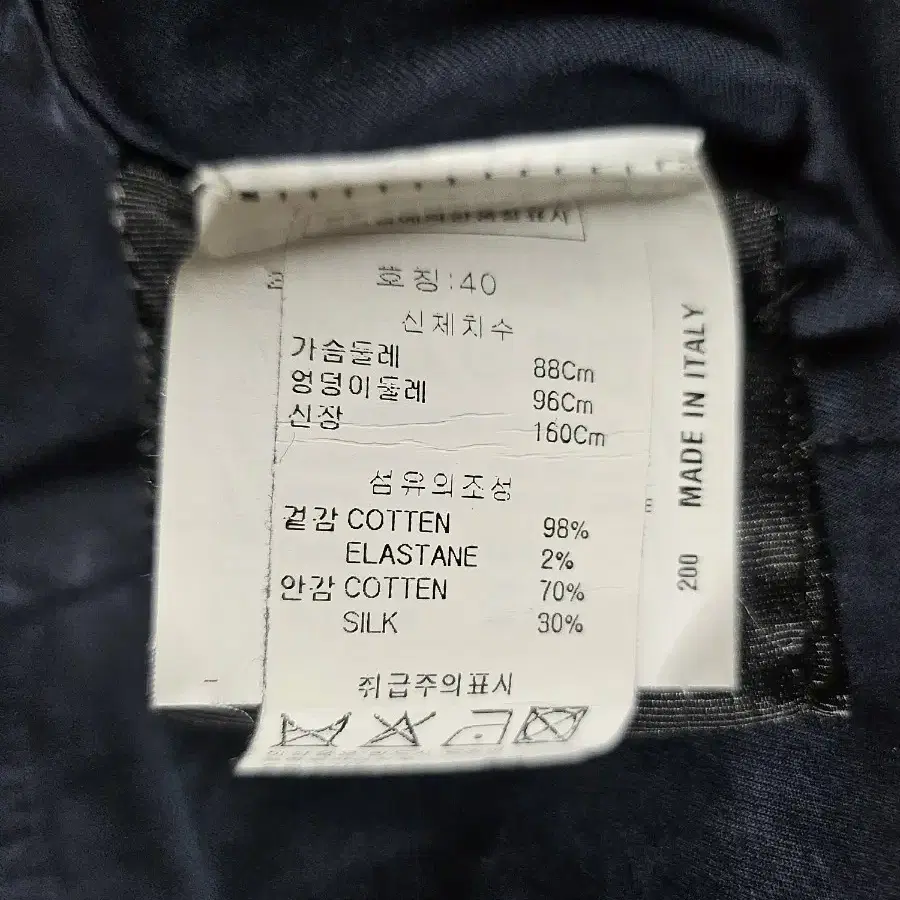 호칭:40
신체치수
가슴둘레 88Cm
엉덩이둘레 96Cm
신장 160Cm
섬유의조성
겉감 COTTEN 98%
ELASTANE 2%
안감 COTTEN 70%
SILK 30%
취급주의표시
MADE IN ITALY
200